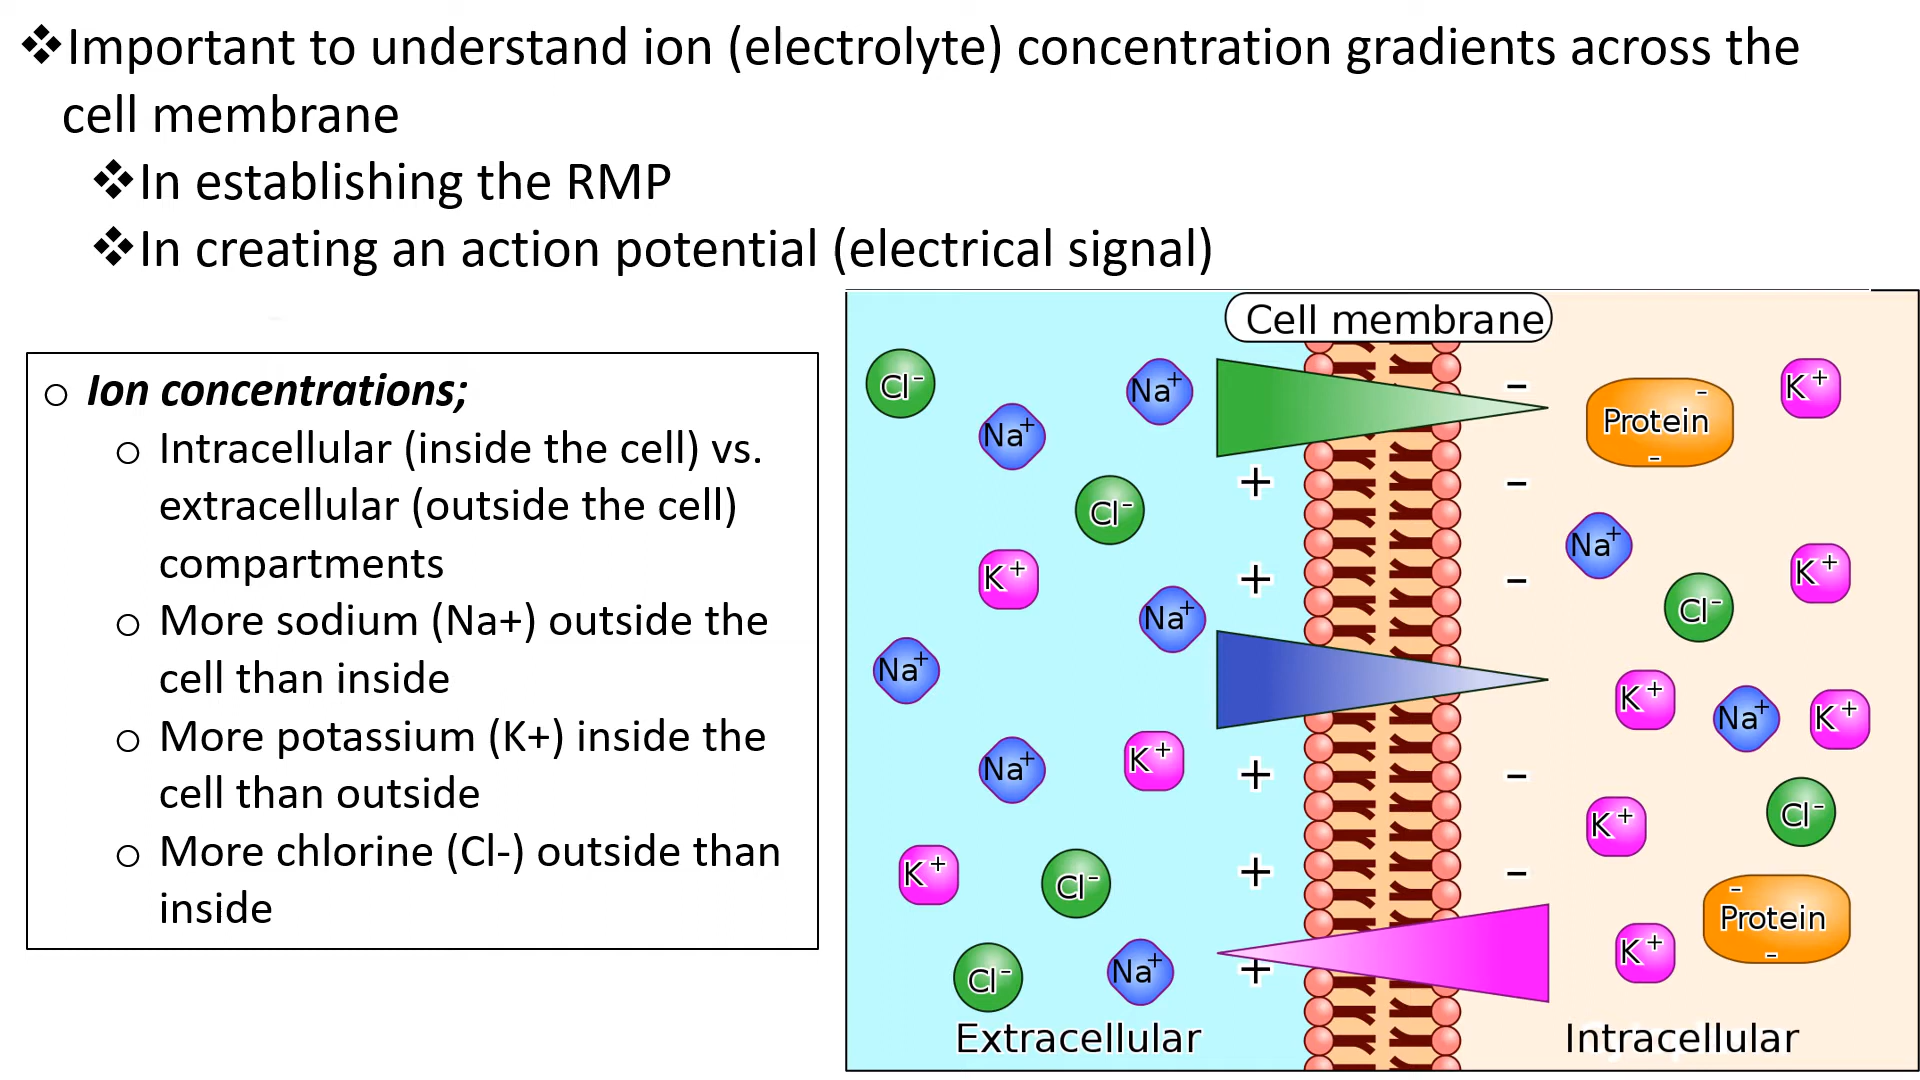 ❖Important to understand ion (electrolyte) concentration gradients across the
cell membrane
❖In establishing the RMP
❖In creating an action potential (electrical signal)
o Ion concentrations;
o Intracellular (inside the cell) vs.
extracellular (outside the cell)
compartments
o More sodium (Na+) outside the
cell than inside
o More potassium (K+) inside the
cell than outside
o More chlorine (Cl-) outside than
inside
Cell membrane
Cl⁻
Na⁺
Na⁺
Cl⁻
K⁺
Na⁺
Na⁺
Na⁺
K⁺
K⁺
Cl⁻
Cl⁻
Na⁺
+
+
+
+
+
Extracellular
-
-
-
-
-
- Protein -
K⁺
Na⁺
K⁺
Cl⁻
K⁺
Na⁺
K⁺
Cl⁻
K⁺
- Protein -
K⁺
Intracellular